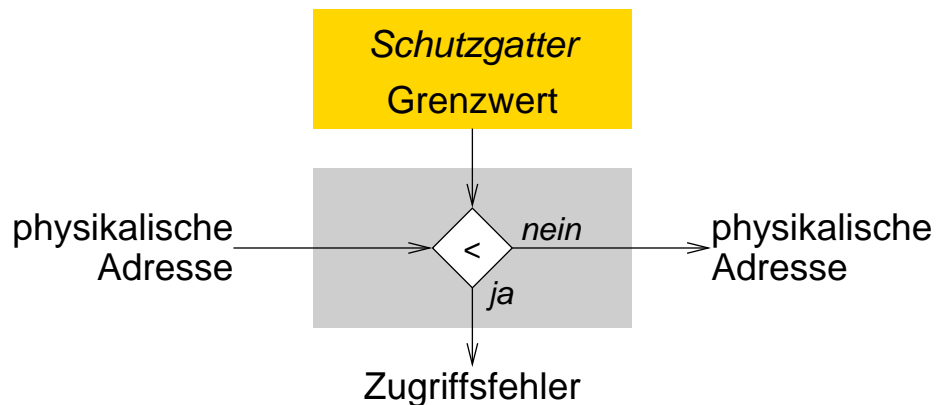 Schutzgatter
Grenzwert
physikalische
Adresse
<
nein
ja
physikalische
Adresse
Zugriffsfehler